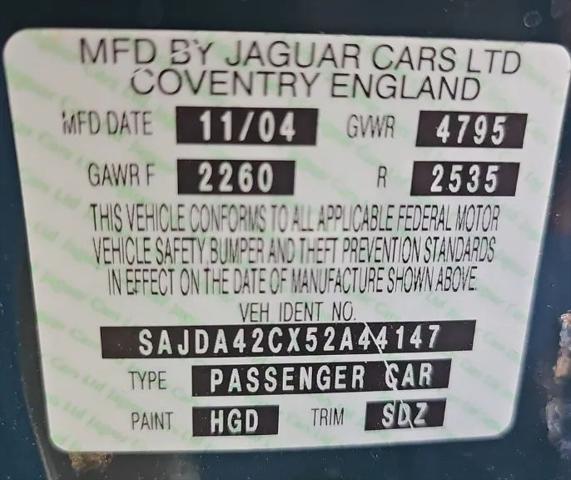 MFD BY JAGUAR CARS LTD
COVENTRY ENGLAND
MFD DATE 11/04 GVWR 4795
GAWR F 2260 R 2535
THIS VEHICLE CONFORMS TO ALL APPLICABLE FEDERAL MOTOR
VEHICLE SAFETY, BUMPER AND THEFT PREVENTION STANDARDS
IN EFFECT ON THE DATE OF MANUFACTURE SHOWN ABOVE.
VEH IDENT NO.
SAJDA42CX52A44147
TYPE PASSENGER CAR
PAINT HGD TRIM SDZ